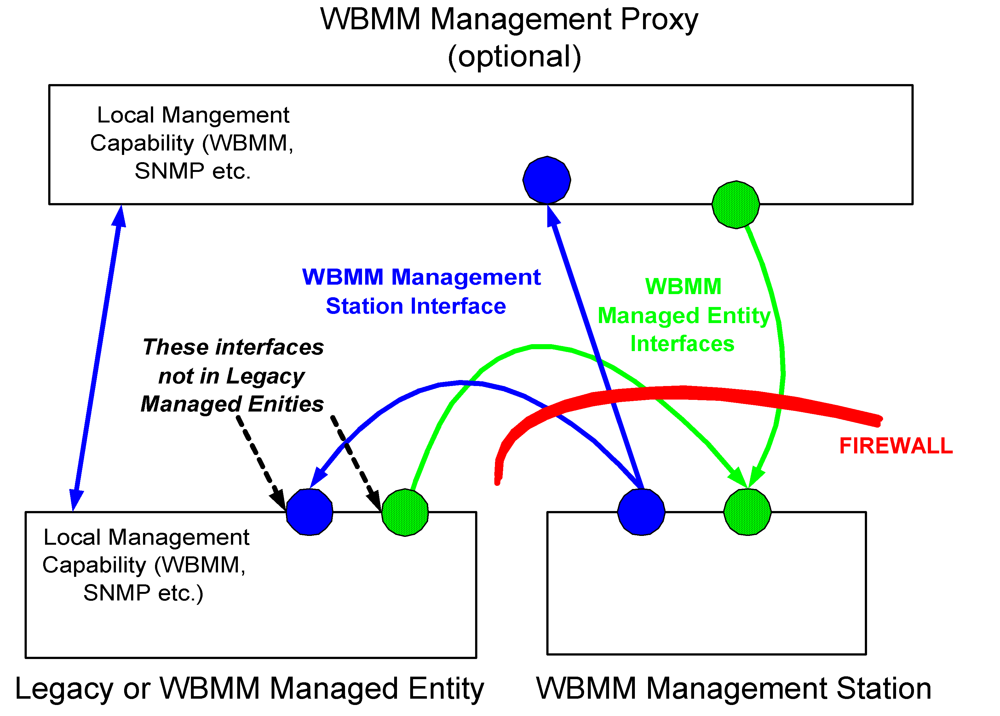 WBMM Management Proxy
(optional)
Local Mangement
Capability (WBMM,
SNMP etc.
WBMM Management
Station Interface
WBMM
Managed Entity
Interfaces
These interfaces
not in Legacy
Managed Enities
FIREWALL
Local Management
Capability (WBMM,
SNMP etc.)
Legacy or WBMM Managed Entity
WBMM Management Station